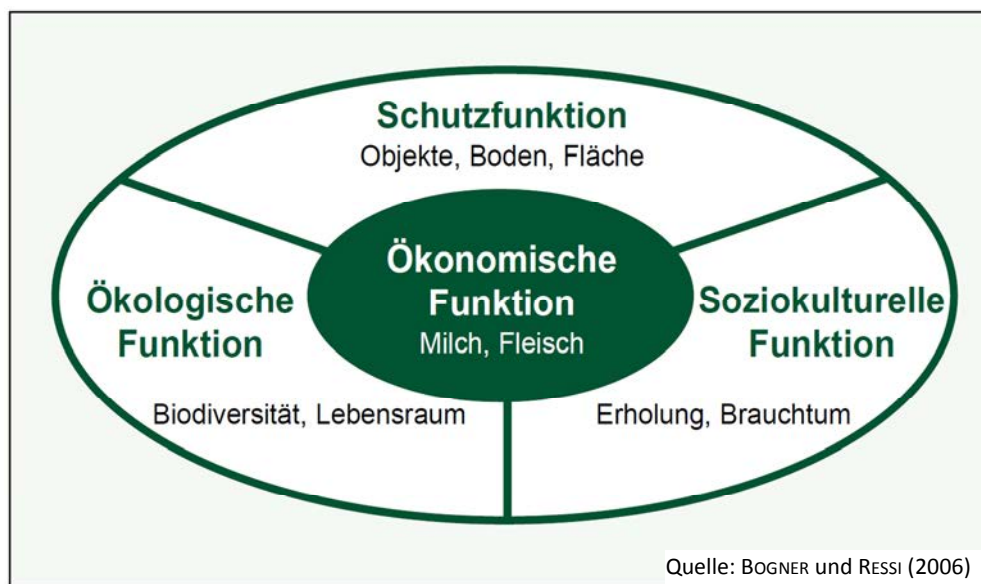 Schutzfunktion
Objekte, Boden, Fläche
Ökonomische
Funktion
Milch, Fleisch
Ökologische
Funktion
Biodiversität, Lebensraum
Soziokulturelle
Funktion
Erholung, Brauchtum
Quelle: BOGNER und RESSI (2006)